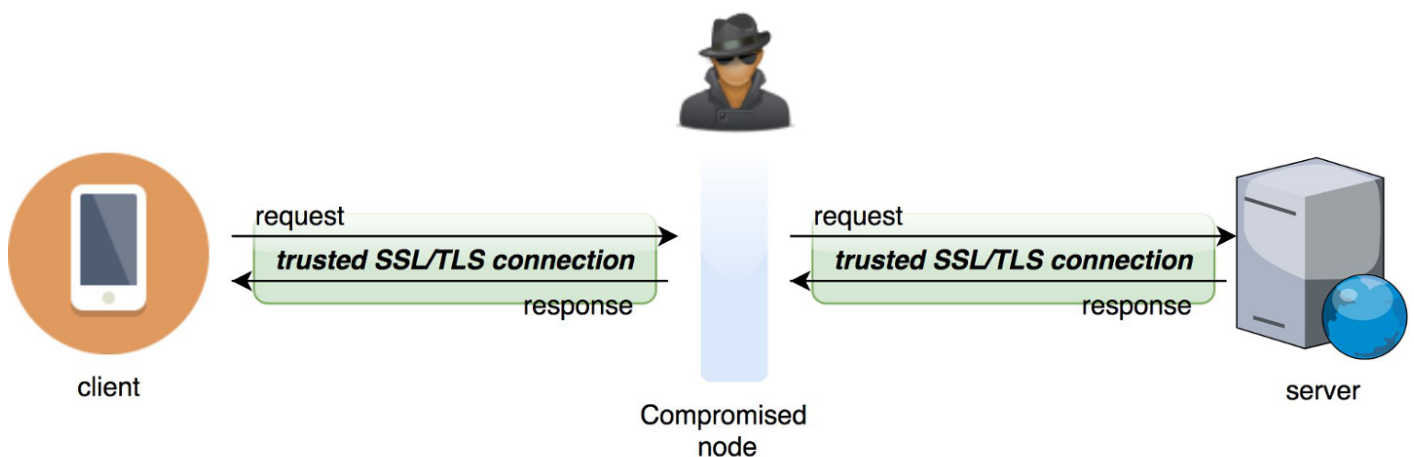 request
trusted SSL/TLS connection
response
request
trusted SSL/TLS connection
response
client
Compromised
node
server